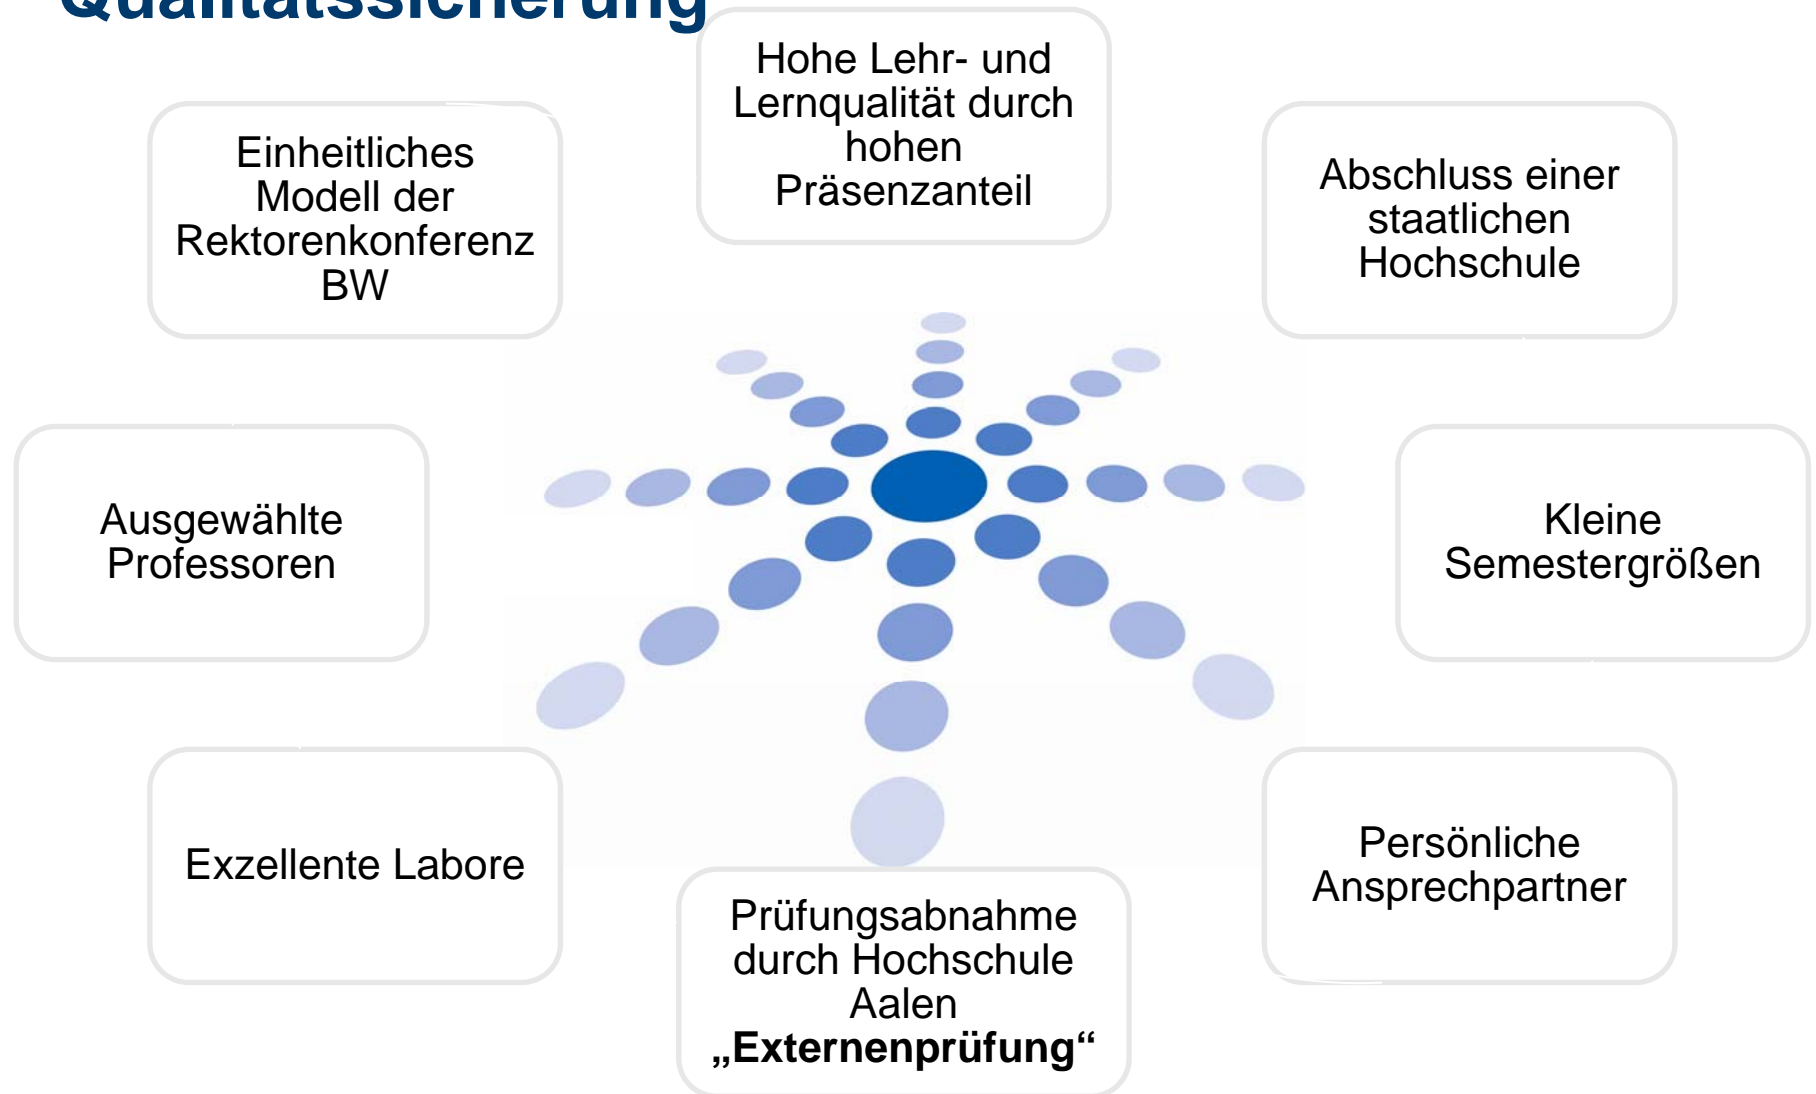 Qualitätssicherung
Hohe Lehr- und
Lernqualität durch
hohen
Präsenzanteil
Einheitliches
Modell der
Rektorenkonferenz
BW
Abschluss einer
staatlichen
Hochschule
Ausgewählte
Professoren
Kleine
Semestergrößen
Exzellente Labore
Persönliche
Ansprechpartner
Prüfungsabnahme
durch Hochschule
Aalen
„Externenprüfung“